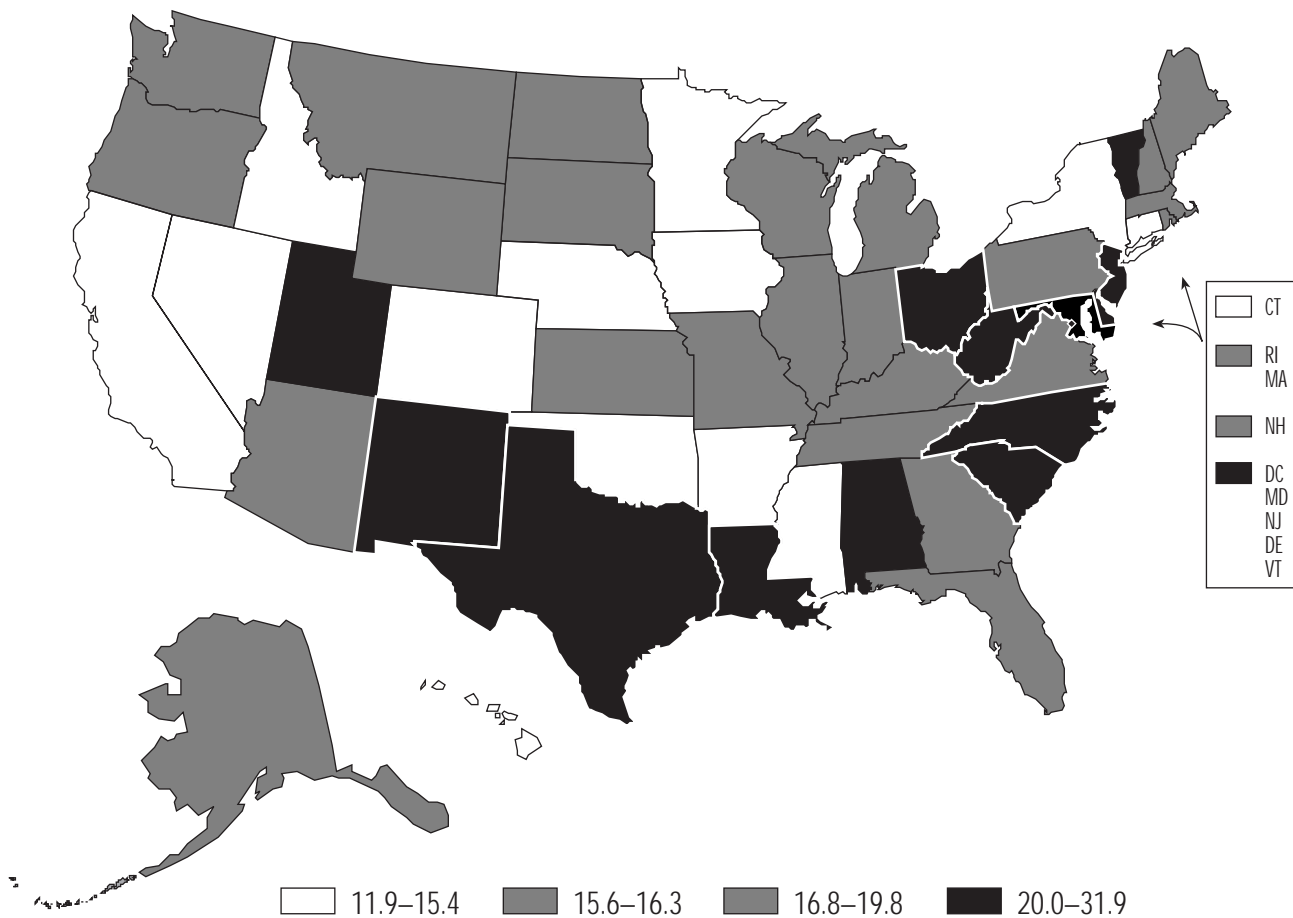 CT
RI
MA
NH
DC
MD
NJ
DE
VT
11.9–15.4 15.6–16.3 16.8–19.8 20.0–31.9